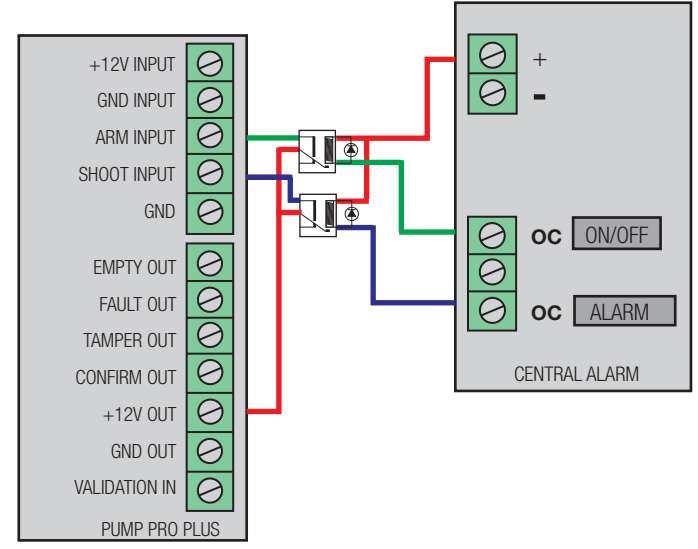 +12V INPUT
GND INPUT
ARM INPUT
SHOOT INPUT
GND
EMPTY OUT
FAULT OUT
TAMPER OUT
CONFIRM OUT
+12V OUT
GND OUT
VALIDATION IN
PUMP PRO PLUS
+
-
OC ON/OFF
OC ALARM
CENTRAL ALARM